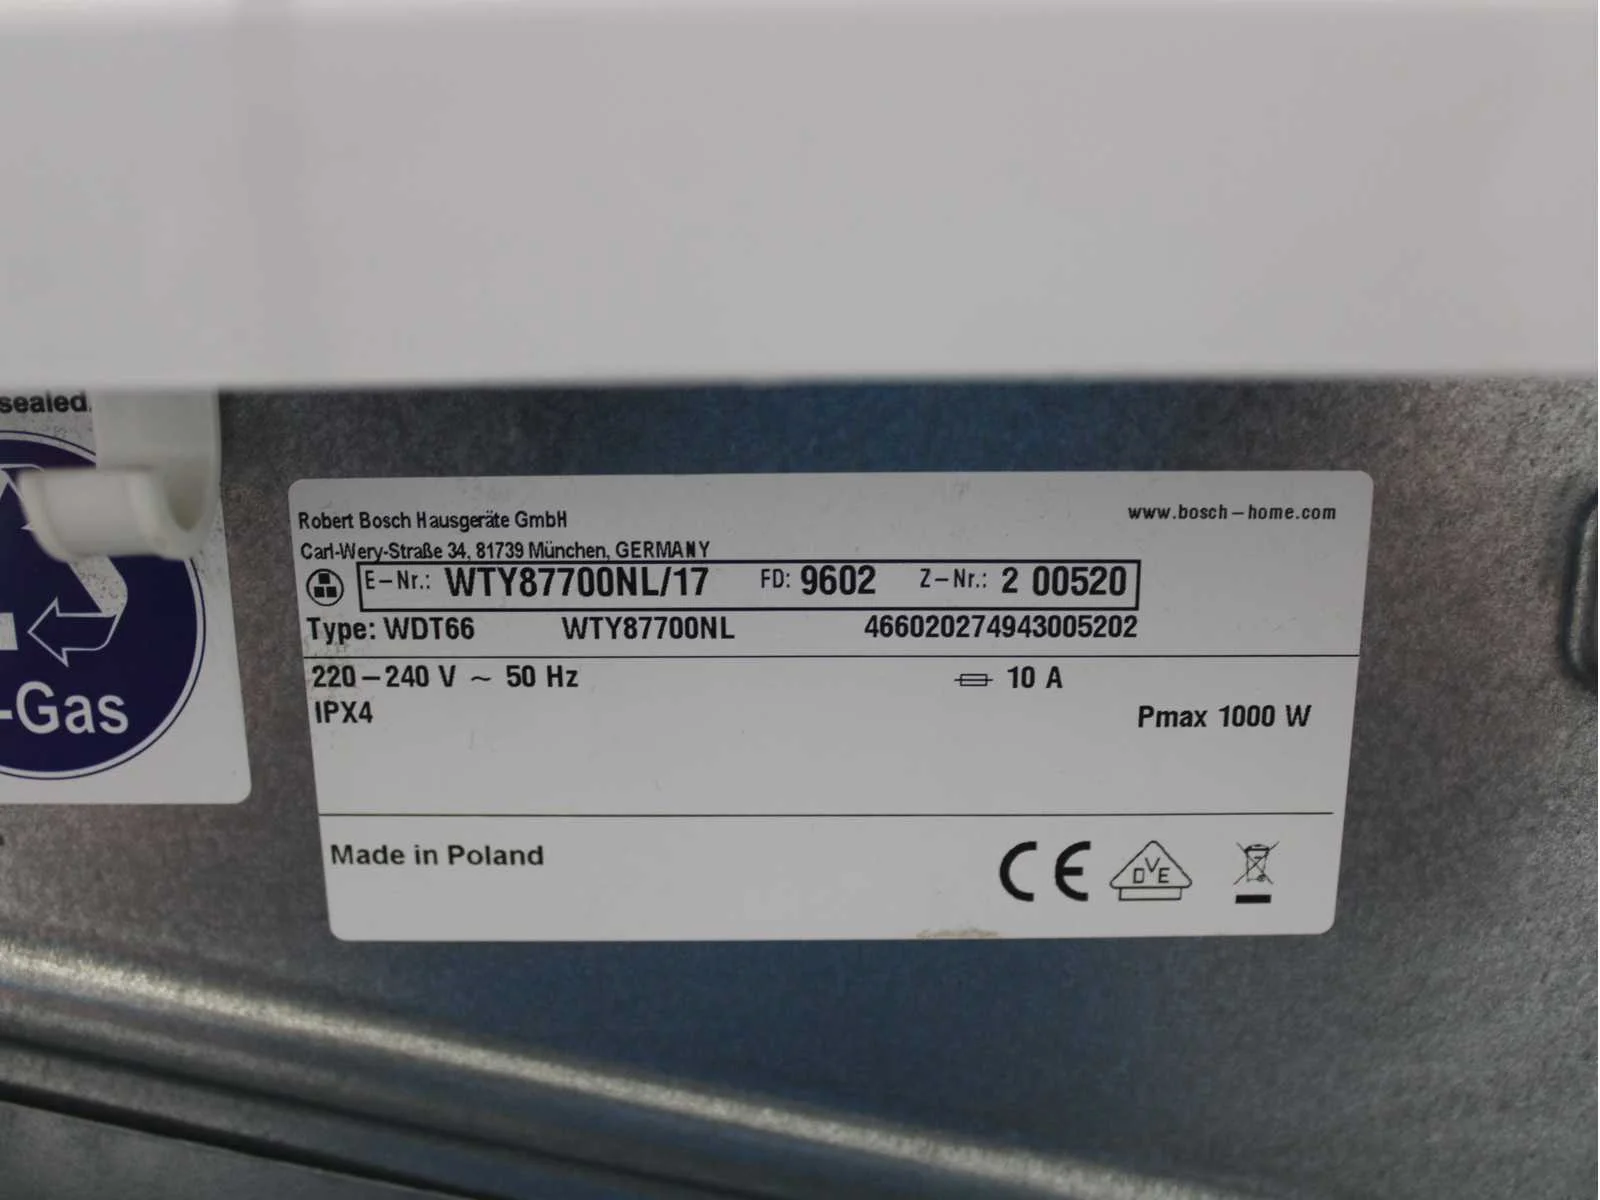 sealed.
-Gas
Robert Bosch Hausgeräte GmbH
www.bosch-home.com
Carl-Wery-Straße 34, 81739 München, GERMANY
E-Nr.: WTY87700NL/17 FD: 9602 Z-Nr.: 2 00520
Type: WDT66 WTY87700NL 466020274943005202
220-240 V ~ 50 Hz 10 A
IPX4 Pmax 1000 W
Made in Poland
CE DVE